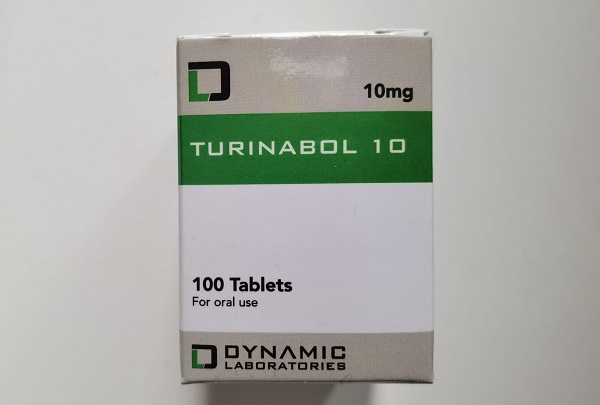 10mg
TURINABOL 10
100 Tablets
For oral use
DYNAMIC
LABORATORIES